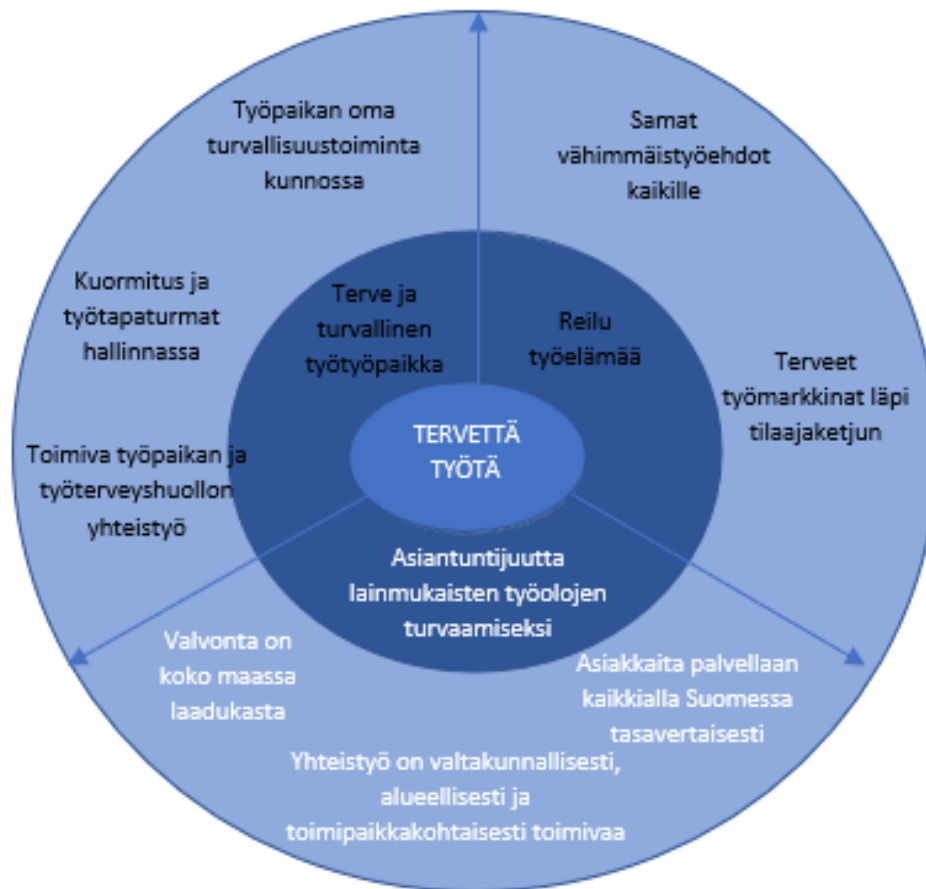 Työpaikan oma
turvallisuustoiminta
kunnossa
Samat
vähimmäistyöehdot
kaikille
Kuormitus ja
työtapaturmat
hallinnassa
Terve ja
turvallinen
työtyöpaikka
Reilu
työelämää
Terveet
työmarkkinat läpi
tilaajaketjun
TERVETTÄ
TYÖTÄ
Toimiva työpaikan ja
työterveyshuollon
yhteistyö
Asiantuntijuutta
lainmukaisten työolojen
turvaamiseksi
Valvonta on
koko maassa
laadukasta
Asiakkaita palvellaan
kaikkialla Suomessa
tasavertaisesti
Yhteistyö on valtakunnallisesti,
alueellisesti ja
toimipaikkakohtaisesti toimivaa